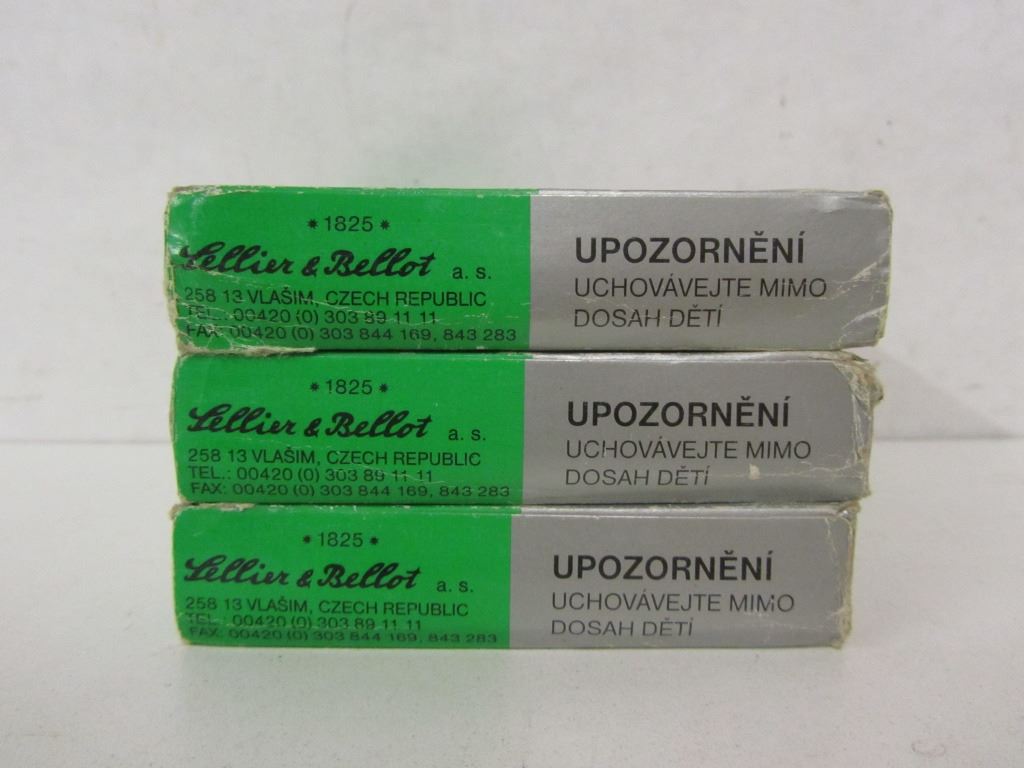 * 1825 *
Sellier & Bellot a. s.
258 13 VLAŠIM, CZECH REPUBLIC
TEL.: 00420 (0) 303 89 11 11
FAX: 00420 (0) 303 844 169, 843 283
UPOZORNĚNÍ
UCHOVÁVEJTE MIMO
DOSAH DĚTÍ
* 1825 *
Sellier & Bellot a. s.
258 13 VLAŠIM, CZECH REPUBLIC
TEL.: 00420 (0) 303 89 11 11
FAX: 00420 (0) 303 844 169, 843 283
UPOZORNĚNÍ
UCHOVÁVEJTE MIMO
DOSAH DĚTÍ
* 1825 *
Sellier & Bellot a. s.
258 13 VLAŠIM, CZECH REPUBLIC
TEL.: 00420 (0) 303 89 11 11
FAX: 00420 (0) 303 844 169, 843 283
UPOZORNĚNÍ
UCHOVÁVEJTE MIMO
DOSAH DĚTÍ